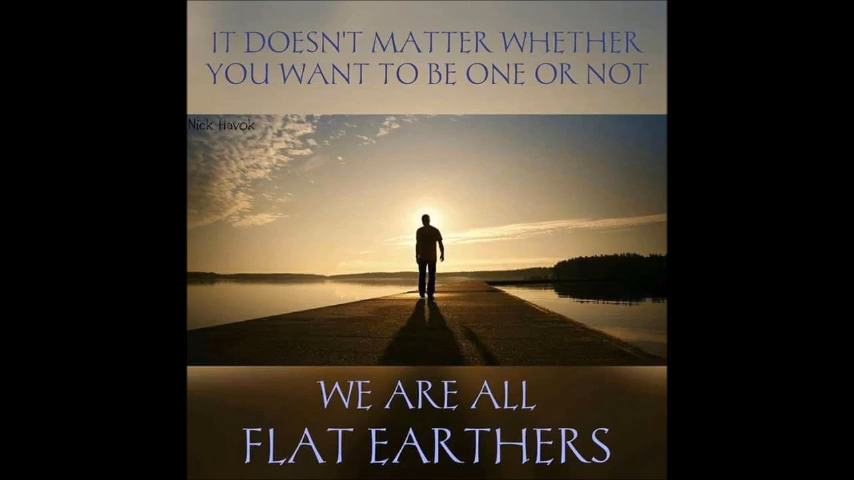 IT DOESN'T MATTER WHETHER
YOU WANT TO BE ONE OR NOT
Nick Havok
WE ARE ALL
FLAT EARTHERS